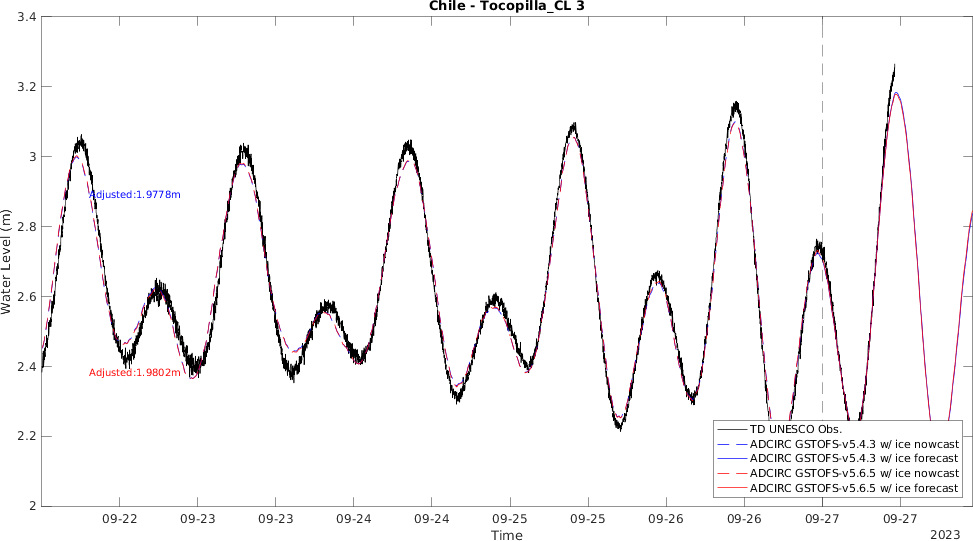 Chile - Tocopilla_CL 3
3.4
3.2
3
2.8
2.6
2.4
2.2
2
Water Level (m)
Adjusted:1.9778m
Adjusted:1.9802m
TD UNESCO Obs.
ADCIRC GSTOFS-v5.4.3 w/ ice nowcast
ADCIRC GSTOFS-v5.4.3 w/ ice forecast
ADCIRC GSTOFS-v5.6.5 w/ ice nowcast
ADCIRC GSTOFS-v5.6.5 w/ ice forecast
09-22 09-23 09-23 09-24 09-24 09-25 09-25 09-26 09-26 09-27 09-27
Time
2023